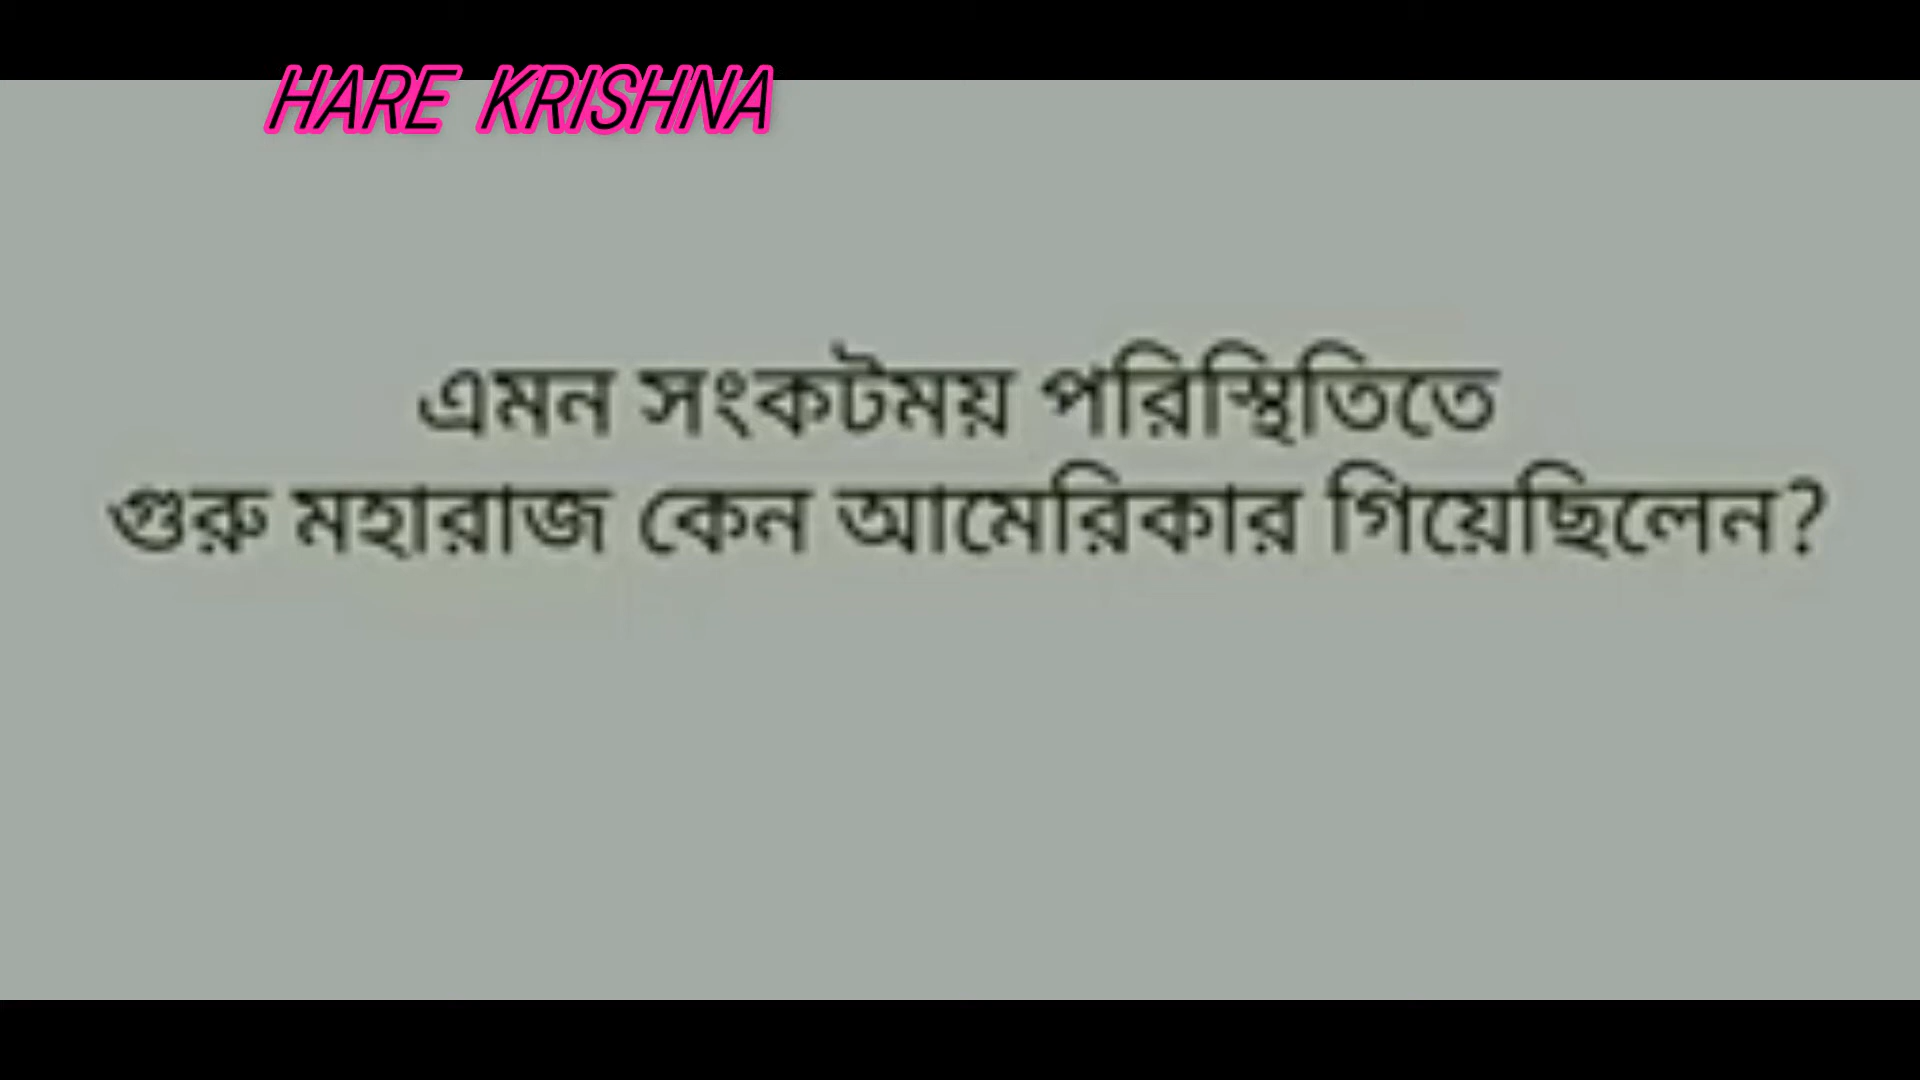 HARE KRISHNA
এমন সংকটময় পরিস্থিতিতে
গুরু মহারাজ কেন আমেরিকার গিয়েছিলেন?